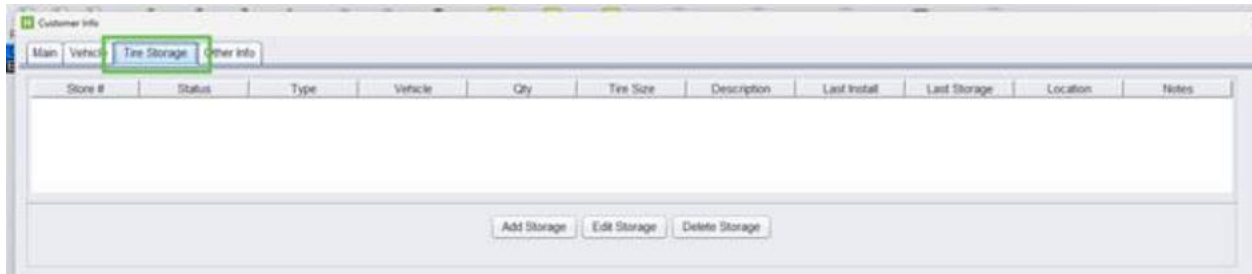 Customer Info
Main Vehicle Tire Storage Other Info
Store # Status Type Vehicle Qty Tire Size Description Last Install Last Storage Location Notes
Add Storage Edit Storage Delete Storage